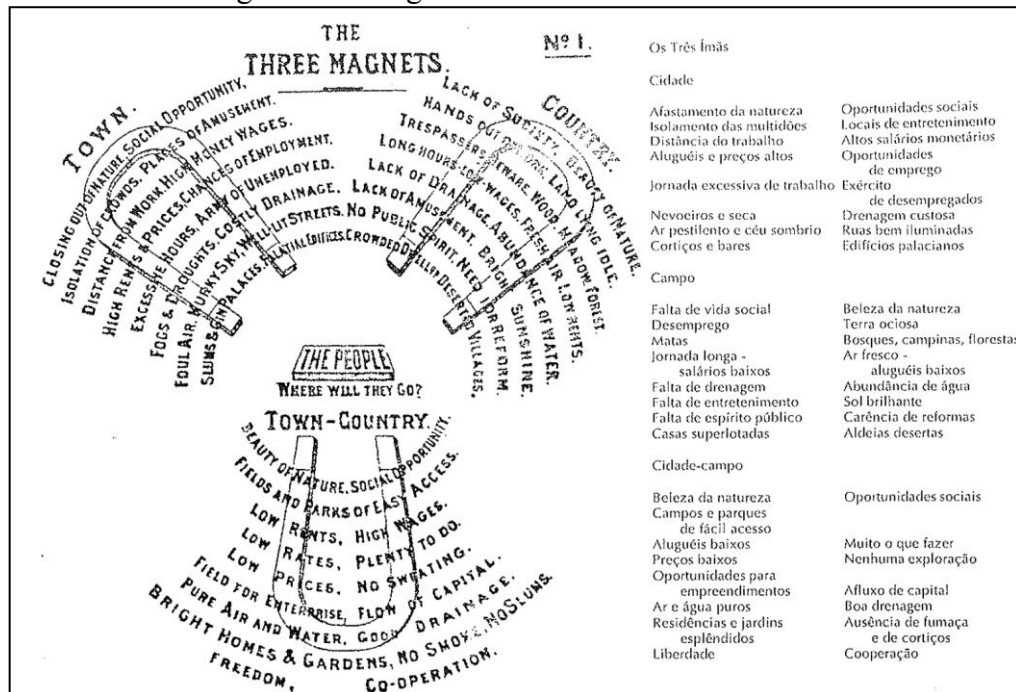 THE
THREE MAGNETS.
Nº 1.
TOWN.
CLOSING OUT OF NATURE. SOCIAL OPPORTUNITY.
ISOLATION OF CROWDS. PLACES OF AMUSEMENT.
DISTANCE FROM WORK. HIGH MONEY WAGES.
HIGH RENTS & PRICES. CHANCES OF EMPLOYMENT.
EXCESSIVE HOURS. ARMY OF UNEMPLOYED.
FOGS & DROUGHTS. COSTLY DRAINAGE.
FOUL AIR. MURKY SKY. WELL-LIT STREETS.
SLUMS & GIN PALACES. PALATIAL EDIFICES.
COUNTRY.
LACK OF SOCIETY. BEAUTY OF NATURE.
HANDS OUT OF WORK. LAND LYING IDLE.
TRESPASSERS BEWARE. WOOD, MEADOW, FOREST.
LONG HOURS-LOW WAGES. FRESH AIR. LOW RENTS.
LACK OF DRAINAGE. ABUNDANCE OF WATER.
LACK OF AMUSEMENT. BRIGHT SUNSHINE.
NO PUBLIC SPIRIT. NEED FOR REFORM.
CROWDED DWELLINGS. DESERTED VILLAGES.
THE PEOPLE
WHERE WILL THEY GO?
TOWN-COUNTRY.
BEAUTY OF NATURE. SOCIAL OPPORTUNITY.
FIELDS AND PARKS OF EASY ACCESS.
LOW RENTS, HIGH WAGES.
LOW RATES, PLENTY TO DO.
LOW PRICES, NO SWEATING.
FIELD FOR ENTERPRISE, FLOW OF CAPITAL.
PURE AIR AND WATER. GOOD DRAINAGE.
BRIGHT HOMES & GARDENS, NO SMOKE, NO SLUMS.
FREEDOM. CO-OPERATION.
Os Três Ímãs
Cidade
Afastamento da natureza Oportunidades sociais
Isolamento das multidões Locais de entretenimento
Distância do trabalho Altos salários monetários
Aluguéis e preços altos Oportunidades
de emprego
Jornada excessiva de trabalho Exército
de desempregados
Nevoeiros e seca Drenagem custosa
Ar pestilento e céu sombrio Ruas bem iluminadas
Cortiços e bares Edifícios palacianos
Campo
Falta de vida social Beleza da natureza
Desemprego Terra ociosa
Matas Bosques, campinas, florestas
Jornada longa - Ar fresco -
salários baixos aluguéis baixos
Falta de drenagem Abundância de água
Falta de entretenimento Sol brilhante
Falta de espírito público Carência de reformas
Casas superlotadas Aldeias desertas
Cidade-campo
Beleza da natureza Oportunidades sociais
Campos e parques
de fácil acesso
Aluguéis baixos Muito o que fazer
Preços baixos Nenhuma exploração
Oportunidades para
empreendimentos Afluxo de capital
Ar e água puros Boa drenagem
Residências e jardins Ausência de fumaça
esplêndidos e de cortiços
Liberdade Cooperação